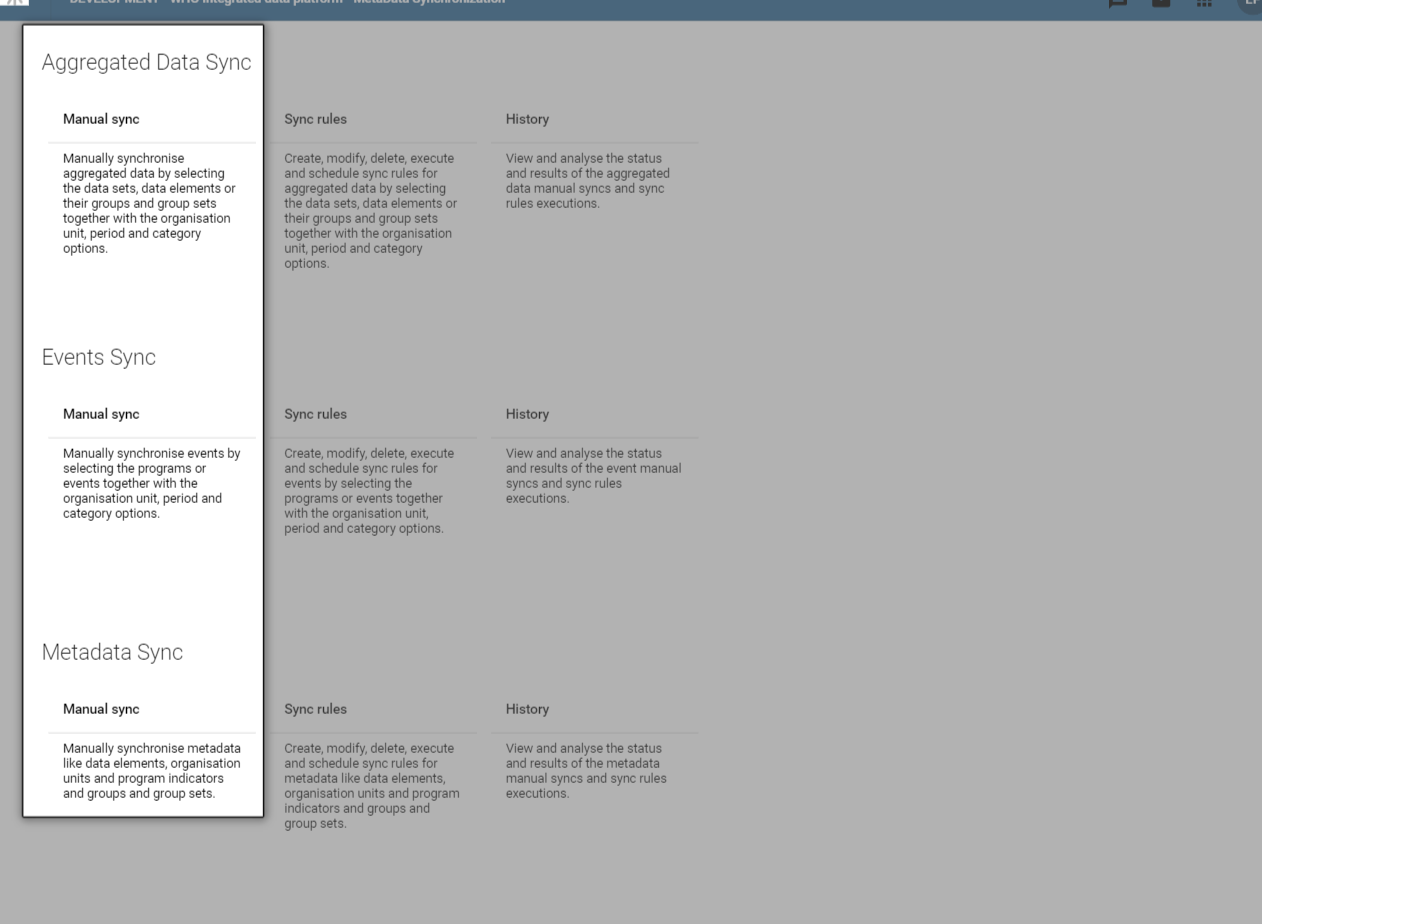 DEVELOPMENT - WHO Integrated data platform - MetaData Synchronization
Aggregated Data Sync
Manual sync
Manually synchronise
aggregated data by selecting
the data sets, data elements or
their groups and group sets
together with the organisation
unit, period and category
options.
Sync rules
Create, modify, delete, execute
and schedule sync rules for
aggregated data by selecting
the data sets, data elements or
their groups and group sets
together with the organisation
unit, period and category
options.
History
View and analyse the status
and results of the aggregated
data manual syncs and sync
rules executions.
Events Sync
Manual sync
Manually synchronise events by
selecting the programs or
events together with the
organisation unit, period and
category options.
Sync rules
Create, modify, delete, execute
and schedule sync rules for
events by selecting the
programs or events together
with the organisation unit,
period and category options.
History
View and analyse the status
and results of the event manual
syncs and sync rules
executions.
Metadata Sync
Manual sync
Manually synchronise metadata
like data elements, organisation
units and program indicators
and groups and group sets.
Sync rules
Create, modify, delete, execute
and schedule sync rules for
metadata like data elements,
organisation units and program
indicators and groups and
group sets.
History
View and analyse the status
and results of the metadata
manual syncs and sync rules
executions.